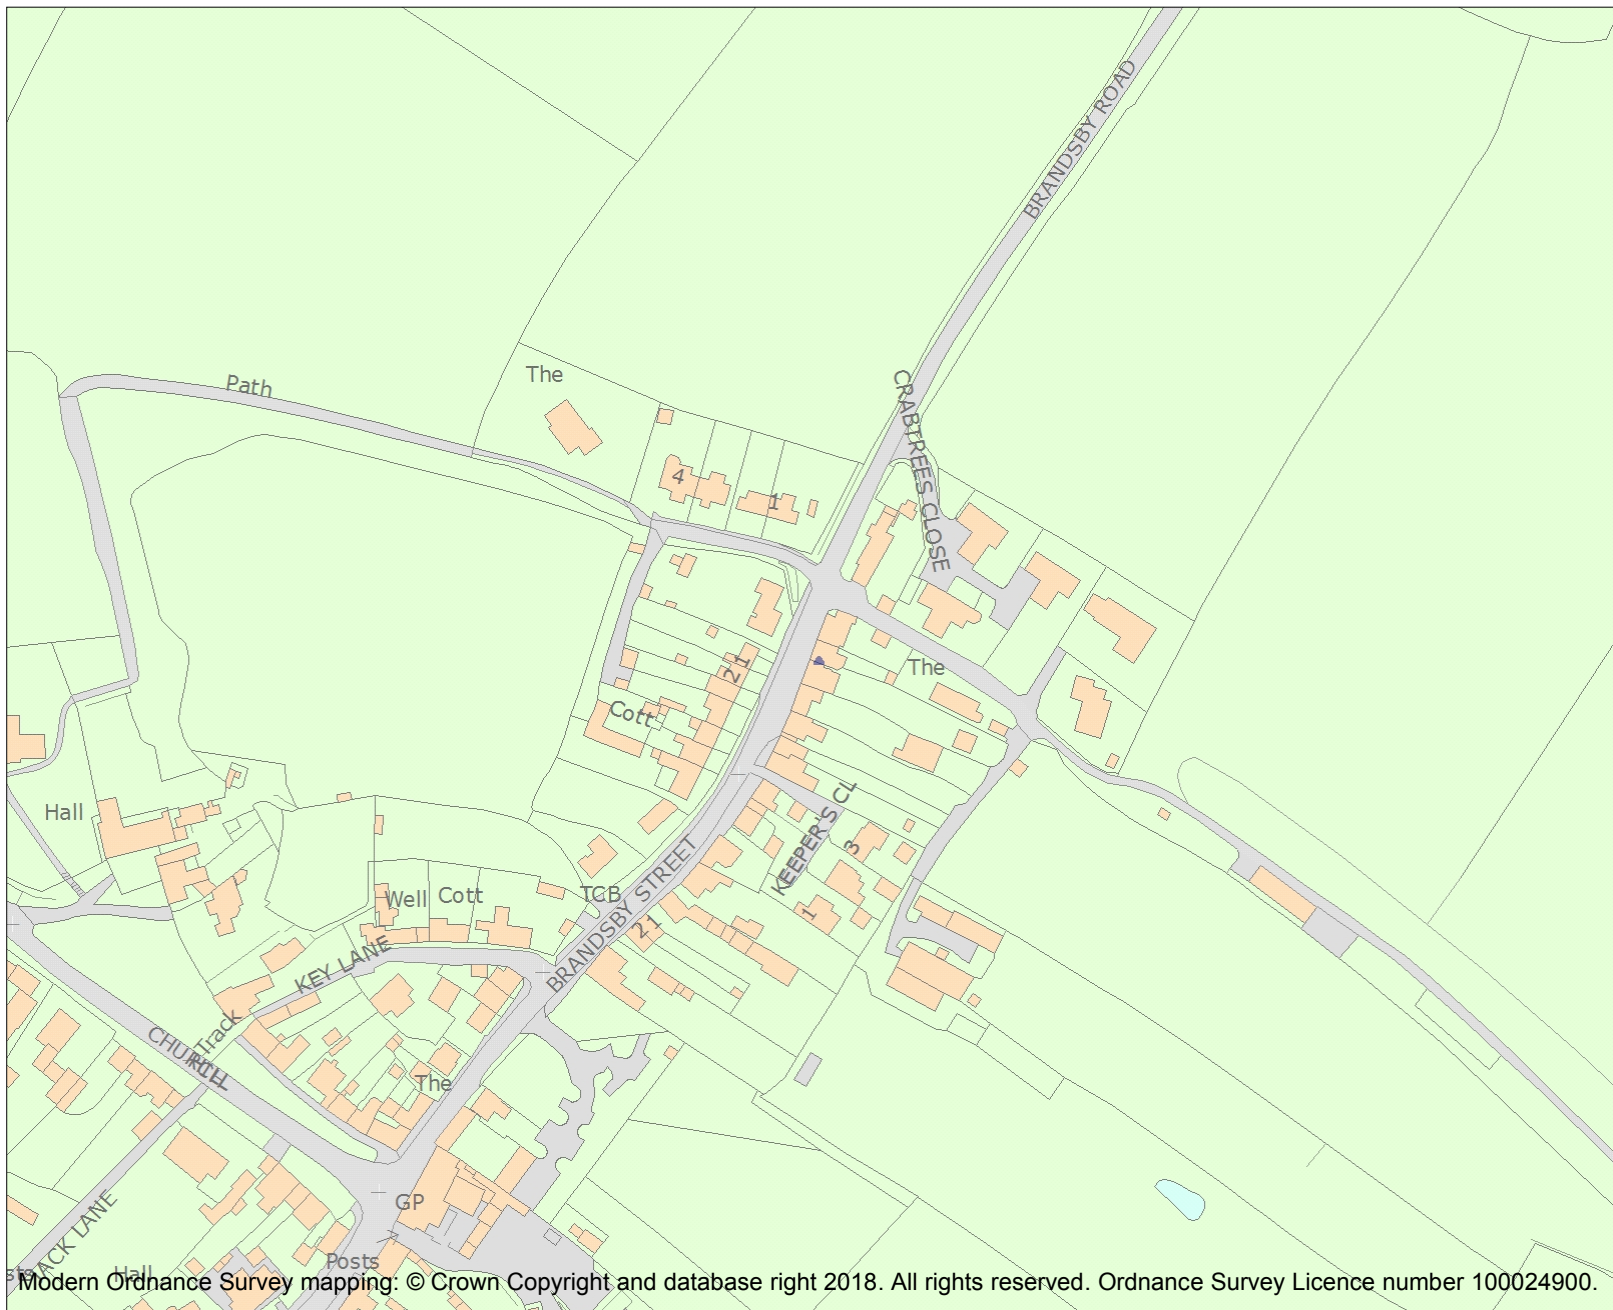 BRANDSBY ROAD
The
Path
CRABTREES CLOSE
4
1
21
The
Cott
KEEPER'S CL
Hall
3
TCB
BRANDSBY STREET
Well
Cott
1
21
KEY LANE
Track
CHURCH
HILL
The
GP
ACK LANE
Posts
Hall
Modern Ordnance Survey mapping: © Crown Copyright and database right 2018. All rights reserved. Ordnance Survey Licence number 100024900.